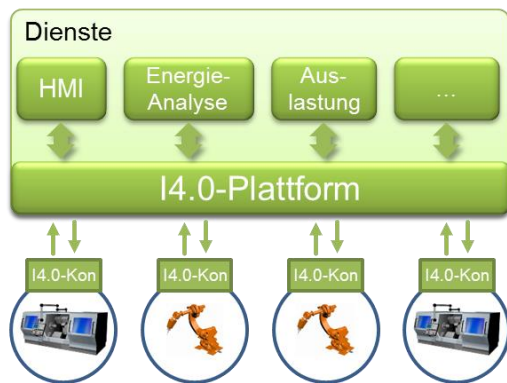 Dienste
HMI
Energie-
Analyse
Aus-
lastung
...
I4.0-Plattform
I4.0-Kon
I4.0-Kon
I4.0-Kon
I4.0-Kon